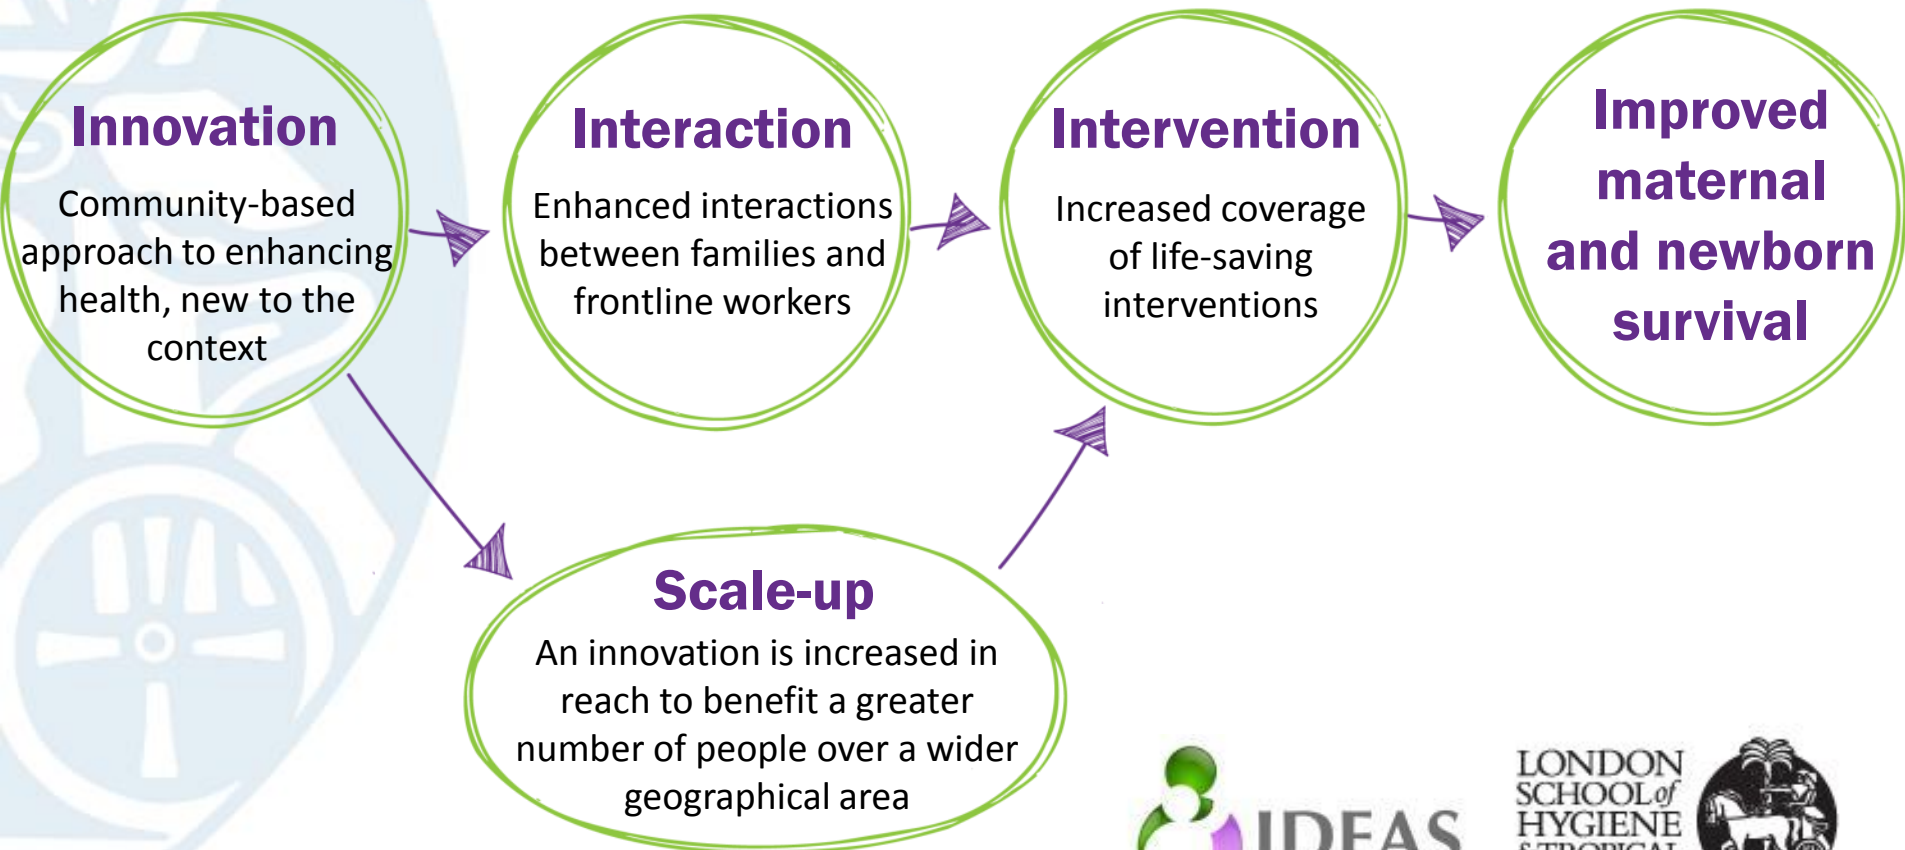 Innovation
Community-based
approach to enhancing
health, new to the
context
Interaction
Enhanced interactions
between families and
frontline workers
Intervention
Increased coverage
of life-saving
interventions
Improved
maternal
and newborn
survival
Scale-up
An innovation is increased in
reach to benefit a greater
number of people over a wider
geographical area
IDEAS
LONDON
SCHOOL of
HYGIENE
& TROPICAL